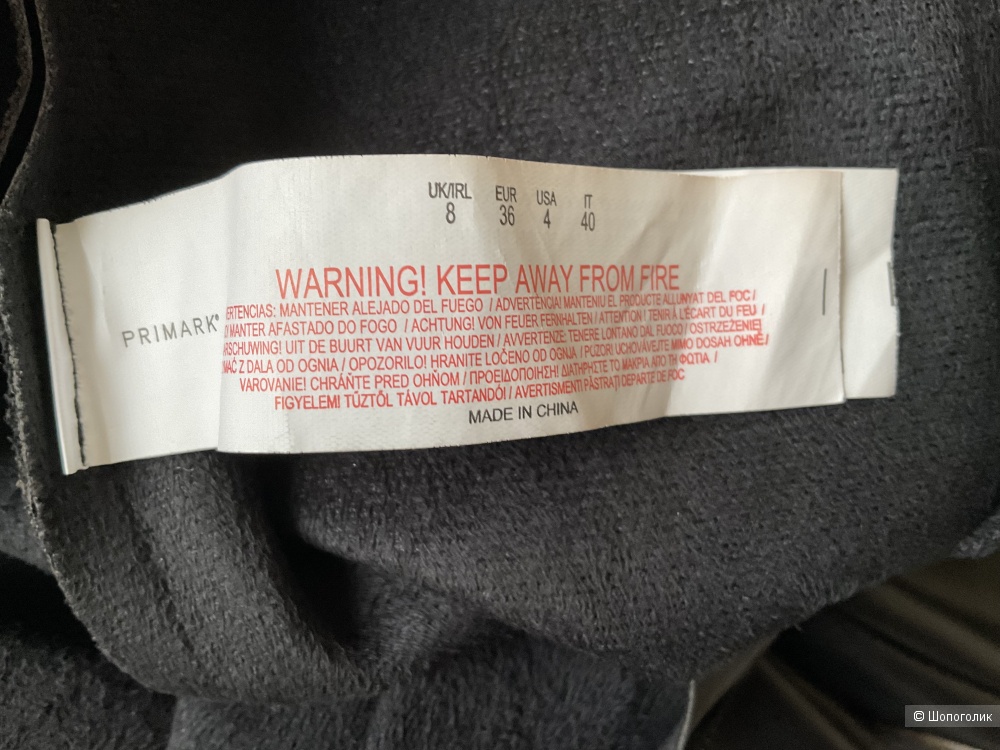 UK/IRL EUR USA IT
8 36 4 40
WARNING! KEEP AWAY FROM FIRE
PRIMARK®
ERTENCIAS: MANTENER ALEJADO DEL FUEGO / ADVERTÈNCIA! MANTENIU EL PRODUCTE ALLUNYAT DEL FOC /
O MANTER AFASTADO DO FOGO / ACHTUNG! VON FEUER FERNHALTEN / ATTENTION! TENIR À L'ÉCART DU FEU /
RSCHUWING! UIT DE BUURT VAN VUUR HOUDEN / AVVERTENZE: TENERE LONTANO DAL FUOCO / OSTRZEŻENIE!
MAĆ Z DALA OD OGNIA / OPOZORILO! HRANITE LOČENO OD OGNJA / POZOR! UCHOVÁVEJTE MIMO DOSAH OHNĚ /
VAROVANIE! CHRÁŇTE PRED OHŇOM / ΠΡΟΕΙΔΟΠΟΙΗΣΗ! ΔΙΑΤΗΡΗΣΤΕ ΤΟ ΜΑΚΡΙΑ ΑΠΟ ΤΗ ΦΩΤΙΑ /
FIGYELEM! TŰZTŐL TÁVOL TARTANDÓ! / AVERTISMENT! PĂSTRAȚI DEPARTE DE FOC
MADE IN CHINA
© Шопоголик